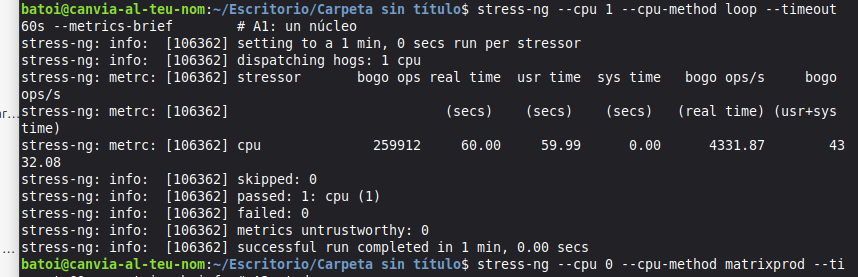 batoi@canvia-al-teu-nom:~/Escritorio/Carpeta sin título$ stress-ng --cpu 1 --cpu-method loop --timeout
60s --metrics-brief        # A1: un núcleo
stress-ng: info:  [106362] setting to a 1 min, 0 secs run per stressor
stress-ng: info:  [106362] dispatching hogs: 1 cpu
stress-ng: metrc: [106362] stressor       bogo ops real time  usr time  sys time   bogo ops/s     bogo
ops/s
stress-ng: metrc: [106362]                           (secs)    (secs)    (secs)   (real time) (usr+sys
time)
stress-ng: metrc: [106362] cpu              259912     60.00     59.99      0.00      4331.87        43
32.08
stress-ng: info:  [106362] skipped: 0
stress-ng: info:  [106362] passed: 1: cpu (1)
stress-ng: info:  [106362] failed: 0
stress-ng: info:  [106362] metrics untrustworthy: 0
stress-ng: info:  [106362] successful run completed in 1 min, 0.00 secs
batoi@canvia-al-teu-nom:~/Escritorio/Carpeta sin título$ stress-ng --cpu 0 --cpu-method matrixprod --ti